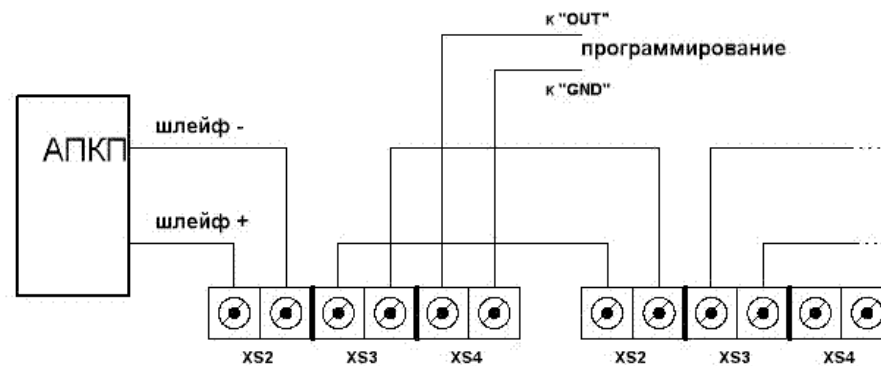 к "OUT"
программирование
к "GND"
шлейф -
АПКП
шлейф +
XS2 XS3 XS4 XS2 XS3 XS4